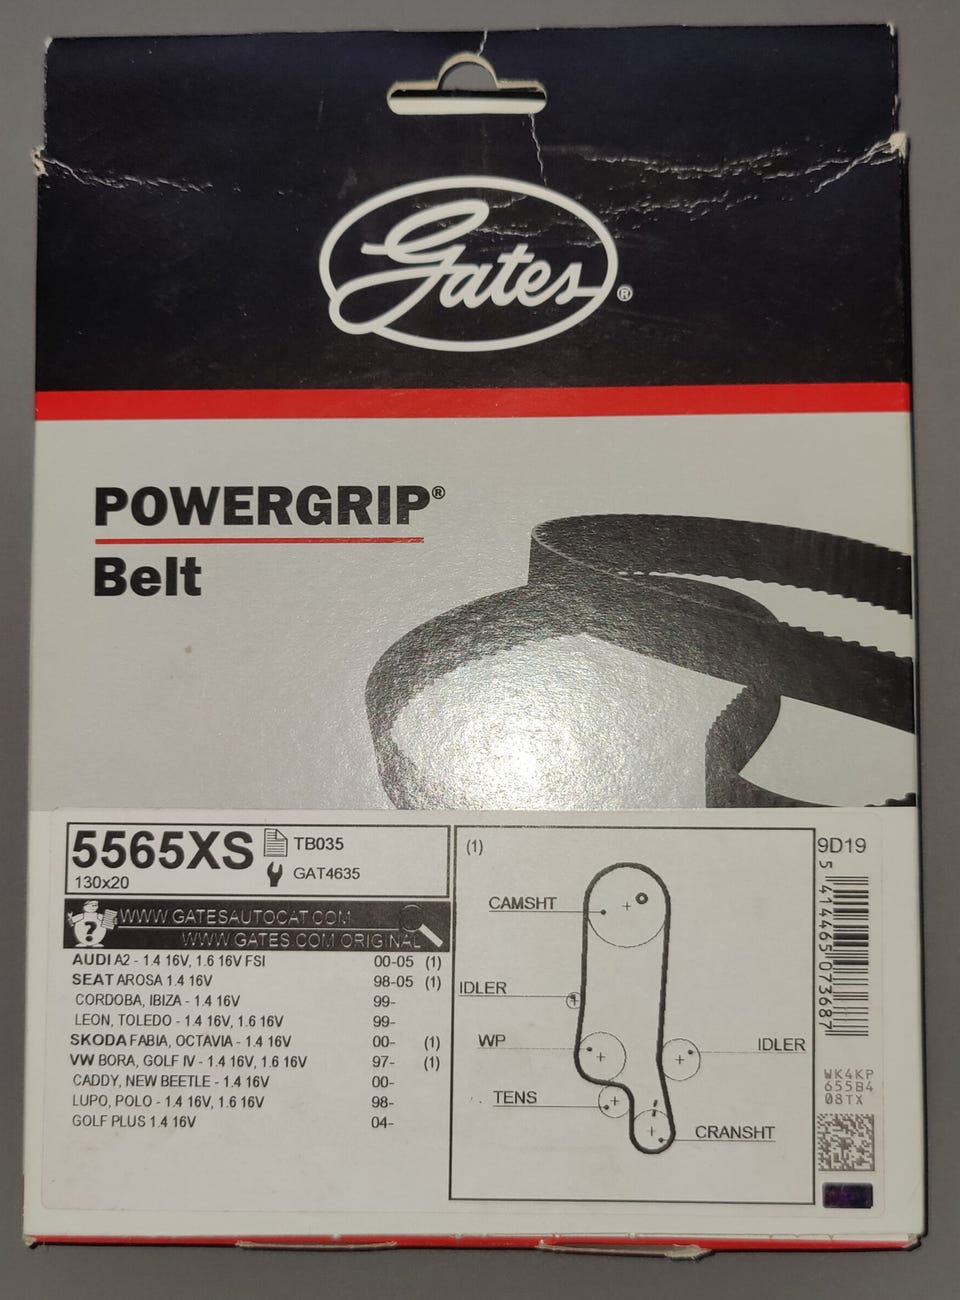 Gates®
POWERGRIP®
Belt
5565XS
130x20
TB035
GAT4635
WWW.GATESAUTOCAT.COM
WWW.GATES.COM ORIGINAL
AUDI A2 - 1.4 16V, 1.6 16V FSI 00-05 (1)
SEAT AROSA 1.4 16V 98-05 (1)
CORDOBA, IBIZA - 1.4 16V 99-
LEON, TOLEDO - 1.4 16V, 1.6 16V 99-
SKODA FABIA, OCTAVIA - 1.4 16V 00- (1)
VW BORA, GOLF IV - 1.4 16V, 1.6 16V 97- (1)
CADDY, NEW BEETLE - 1.4 16V 00-
LUPO, POLO - 1.4 16V, 1.6 16V 98-
GOLF PLUS 1.4 16V 04-
(1)
CAMSHT
IDLER
WP
IDLER
TENS
CRANSHT
9D19
5 414465 073687
WK4KP
655B4
08TX